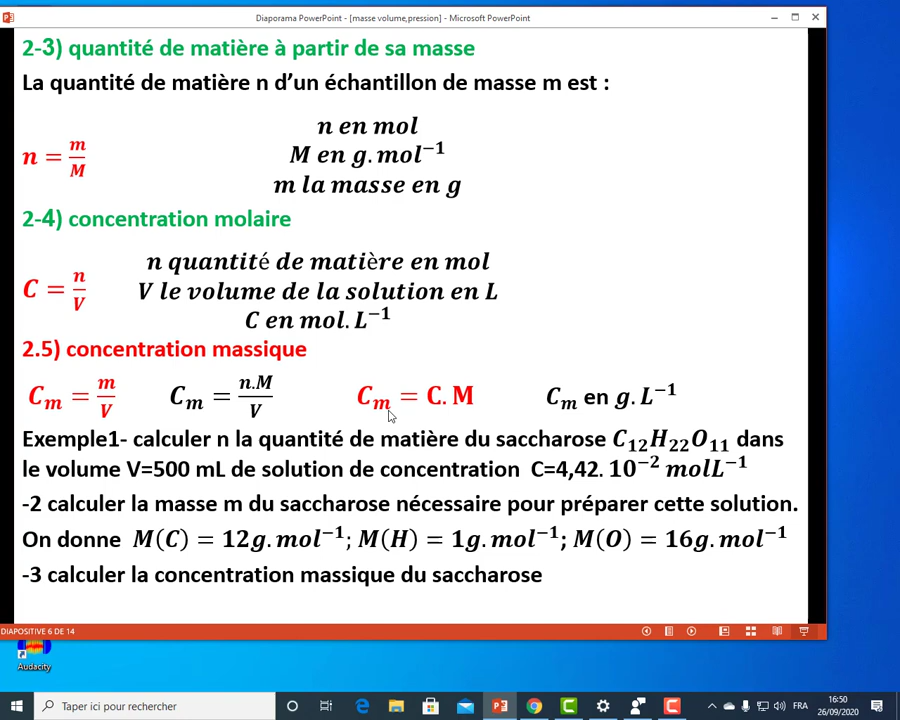 Diaporama PowerPoint - [masse volume,pression] - Microsoft PowerPoint
2-3) quantité de matière à partir de sa masse
La quantité de matière n d’un échantillon de masse m est :
n en mol
n = m/M
M en g.mol⁻¹
m la masse en g
2-4) concentration molaire
n quantité de matière en mol
C = n/V
V le volume de la solution en L
C en mol.L⁻¹
2.5) concentration massique
Cₘ = m/V Cₘ = n.M/V Cₘ = C.M Cₘ en g.L⁻¹
Exemple1- calculer n la quantité de matière du saccharose C₁₂H₂₂O₁₁ dans
le volume V=500 mL de solution de concentration C=4,42. 10⁻² molL⁻¹
-2 calculer la masse m du saccharose nécessaire pour préparer cette solution.
On donne M(C) = 12g.mol⁻¹; M(H) = 1g.mol⁻¹; M(O) = 16g.mol⁻¹
-3 calculer la concentration massique du saccharose
DIAPOSITIVE 6 DE 14
Audacity
Taper ici pour rechercher
FRA
16:50
26/09/2020